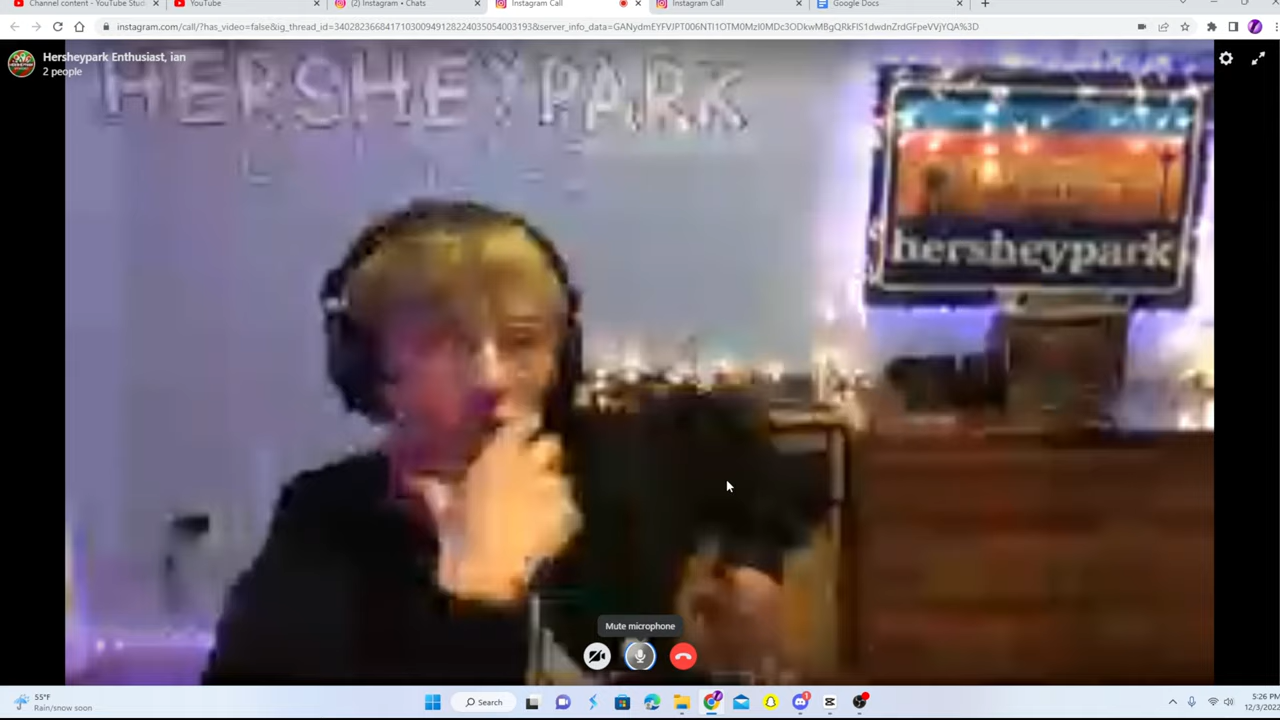 Channel content - YouTube Stud
YouTube
(2) Instagram • Chats
Instagram Call
Instagram Call
Google Docs
Hersheypark Enthusiast, ian
2 people
HERSHEYPARK
hersheypark
Mute microphone
55°F
Rain/snow soon
Search
5:26 PM
12/3/2022